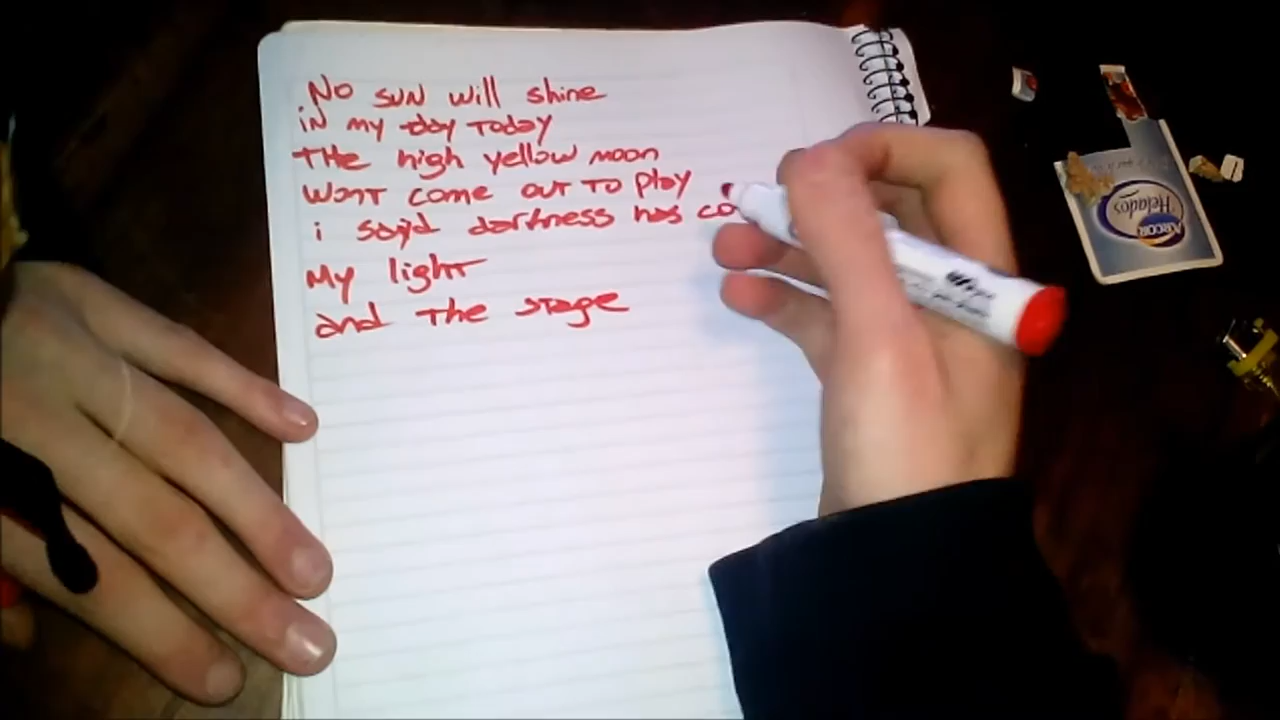 No sun will shine
in my day today
The high yellow moon
wont come out to play
i said darkness has co
My light
and the stage
Helados
ARCOR